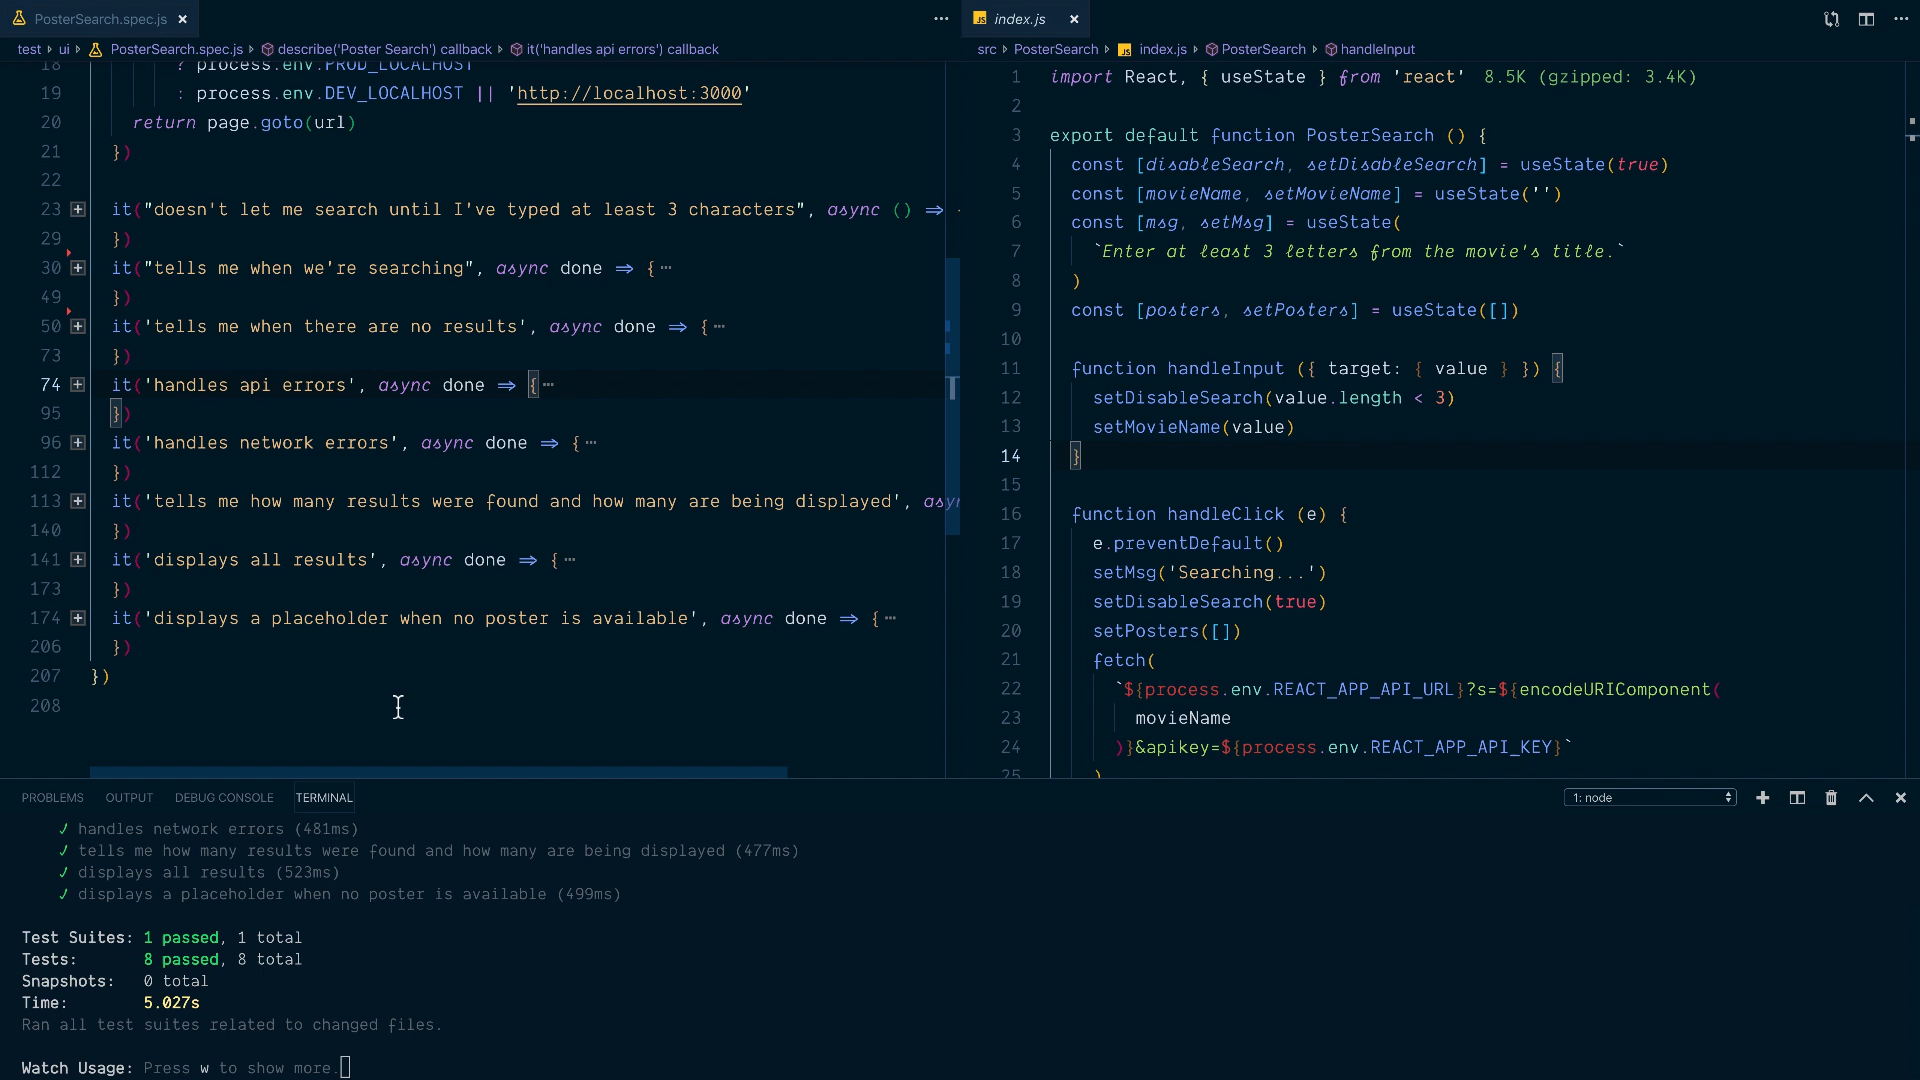 PosterSearch.spec.js
index.js
test ui PosterSearch.spec.js describe('Poster Search') callback it('handles api errors') callback
18 ? process.env.PROD_LOCALHOST
19 : process.env.DEV_LOCALHOST || 'http://localhost:3000'
20 return page.goto(url)
21 })
22
23 it("doesn't let me search until I've typed at least 3 characters", async () ⇒
29 })
30 it("tells me when we're searching", async done ⇒ {⋯
49 })
50 it('tells me when there are no results', async done ⇒ {⋯
73 })
74 it('handles api errors', async done ⇒ {⋯
95 })
96 it('handles network errors', async done ⇒ {⋯
112 })
113 it('tells me how many results were found and how many are being displayed', asyn
140 })
141 it('displays all results', async done ⇒ {⋯
173 })
174 it('displays a placeholder when no poster is available', async done ⇒ {⋯
206 })
207 })
208
src PosterSearch JS index.js PosterSearch handleInput
1 import React, { useState } from 'react' 8.5K (gzipped: 3.4K)
2
3 export default function PosterSearch () {
4 const [disableSearch, setDisableSearch] = useState(true)
5 const [movieName, setMovieName] = useState('')
6 const [msg, setMsg] = useState(
7 `Enter at least 3 letters from the movie's title.`
8 )
9 const [posters, setPosters] = useState([])
10
11 function handleInput ({ target: { value } }) {
12 setDisableSearch(value.length < 3)
13 setMovieName(value)
14 }
15
16 function handleClick (e) {
17 e.preventDefault()
18 setMsg('Searching...')
19 setDisableSearch(true)
20 setPosters([])
21 fetch(
22 `${process.env.REACT_APP_API_URL}?s=${encodeURIComponent(
23 movieName
24 )}&apikey=${process.env.REACT_APP_API_KEY}`
25 )
PROBLEMS OUTPUT DEBUG CONSOLE TERMINAL 1: node
✓ handles network errors (481ms)
✓ tells me how many results were found and how many are being displayed (477ms)
✓ displays all results (523ms)
✓ displays a placeholder when no poster is available (499ms)
Test Suites: 1 passed, 1 total
Tests: 8 passed, 8 total
Snapshots: 0 total
Time: 5.027s
Ran all test suites related to changed files.
Watch Usage: Press w to show more.